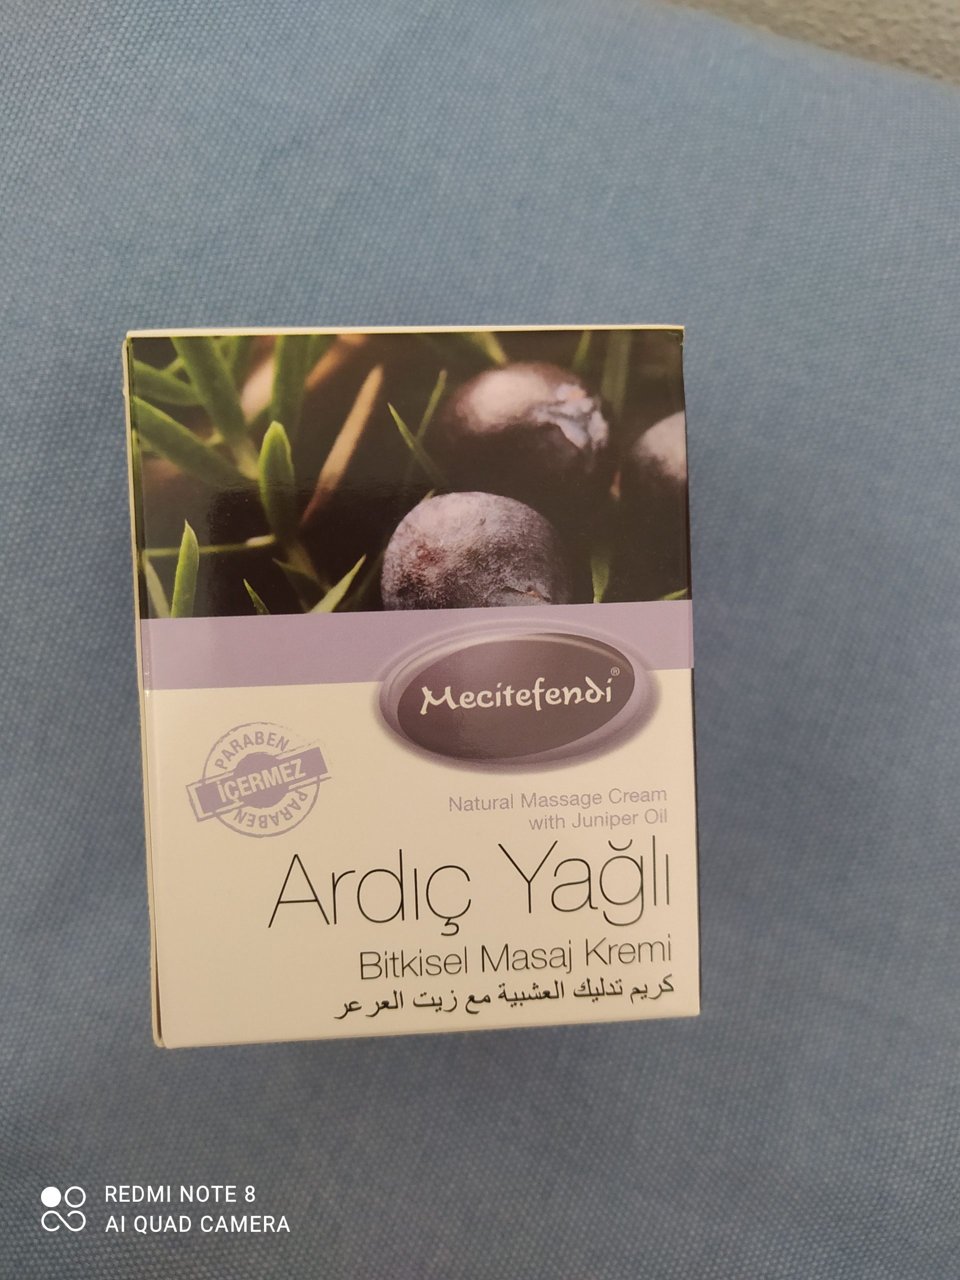 Mecitefendi®
PARABEN
İÇERMEZ
PARABEN
Natural Massage Cream
with Juniper Oil
Ardıç Yağlı
Bitkisel Masaj Kremi
كريم تدليك العشبية مع زيت العرعر
REDMI NOTE 8
AI QUAD CAMERA